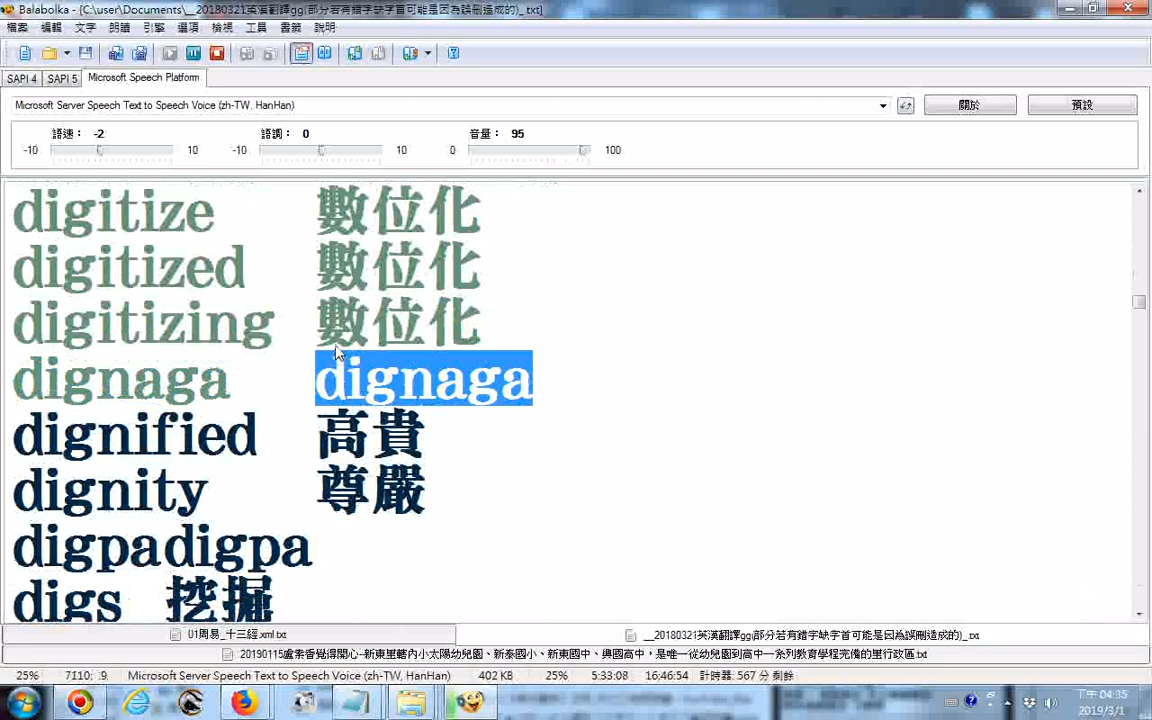 Balabolka - [C:\user\Documents\__20180321英漢翻譯gg(部分若有錯字缺字首可能是因為誤刪造成的)_.txt]
檔案 編輯 文字 朗讀 引擎 選項 檢視 工具 書籤 說明
SAPI 4 SAPI 5 Microsoft Speech Platform
Microsoft Server Speech Text to Speech Voice (zh-TW, HanHan) 關於 預設
語速： -2 語調： 0 音量： 95
-10 10 -10 10 0 100
digitize 數位化
digitized 數位化
digitizing 數位化
dignaga dignaga
dignified 高貴
dignity 尊嚴
digpadigpa
digs 挖掘
01周易_十三經.xml.txt __20180321英漢翻譯gg(部分若有錯字缺字首可能是因為誤刪造成的)_.txt
20190115盧素香覺得開心--新東里轄內小太陽幼兒園、新泰國小、新東國中、興國高中，是唯一從幼兒園到高中一系列教育學程完備的里行政區.txt
25% 7110: .9 Microsoft Server Speech Text to Speech Voice (zh-TW, HanHan) 402 KB 25% 5:33:08 16:46:54 計時器: 567 分 剩餘
下午 04:35
2019/3/1